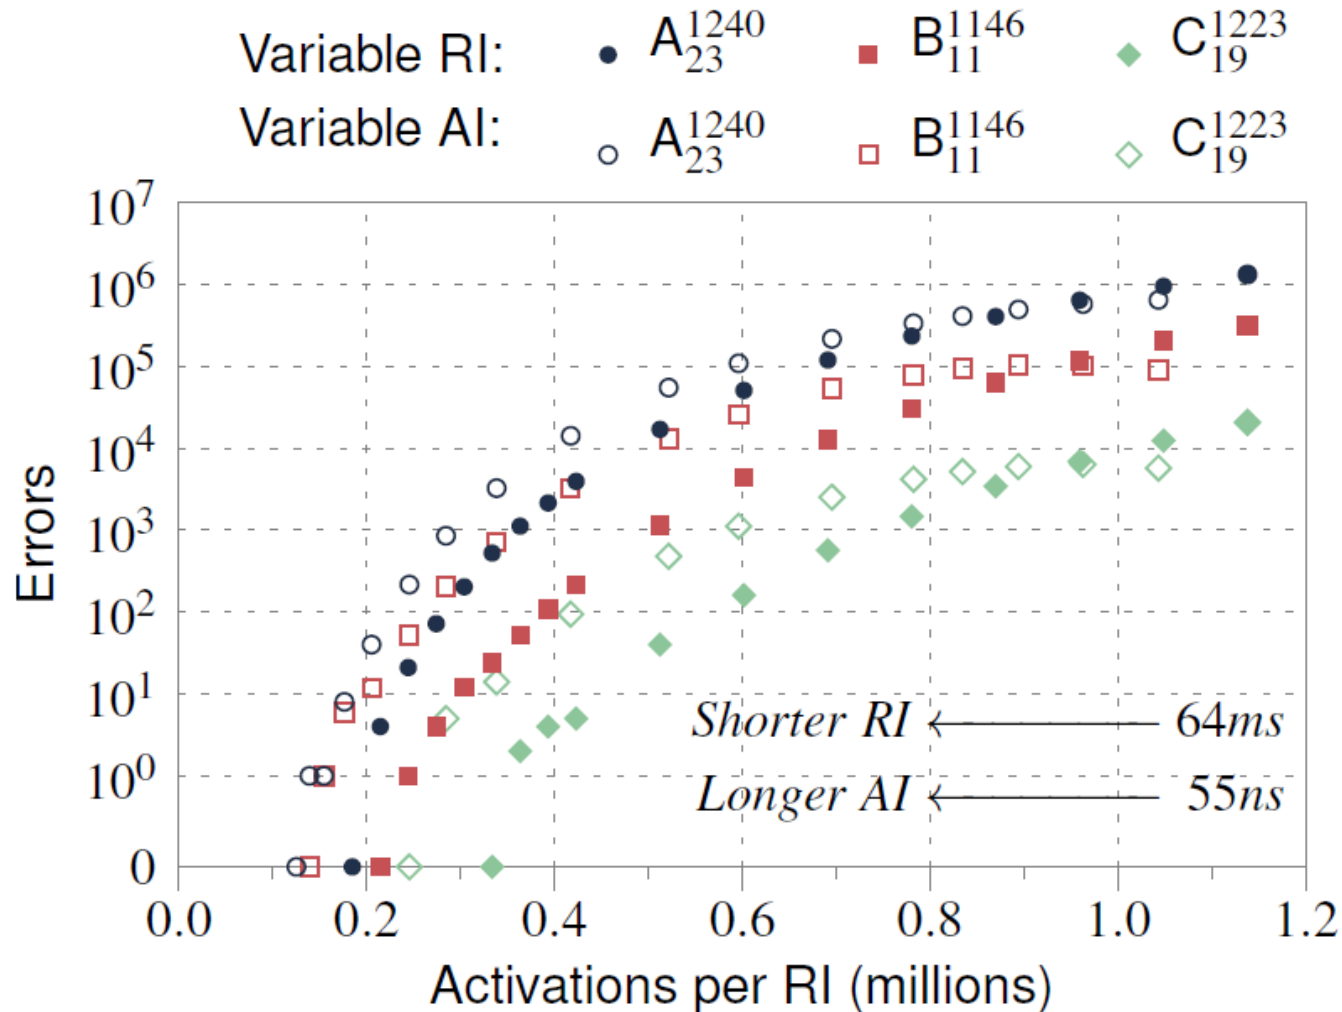 Variable RI: A₂₃¹²⁴⁰ B₁₁¹¹⁴⁶ C₁₉¹²²³
Variable AI: A₂₃¹²⁴⁰ B₁₁¹¹⁴⁶ C₁₉¹²²³
10⁷
10⁶
10⁵
10⁴
10³
10²
10¹
10⁰
0
Errors
Shorter RI 64ms
Longer AI 55ns
0.0 0.2 0.4 0.6 0.8 1.0 1.2
Activations per RI (millions)